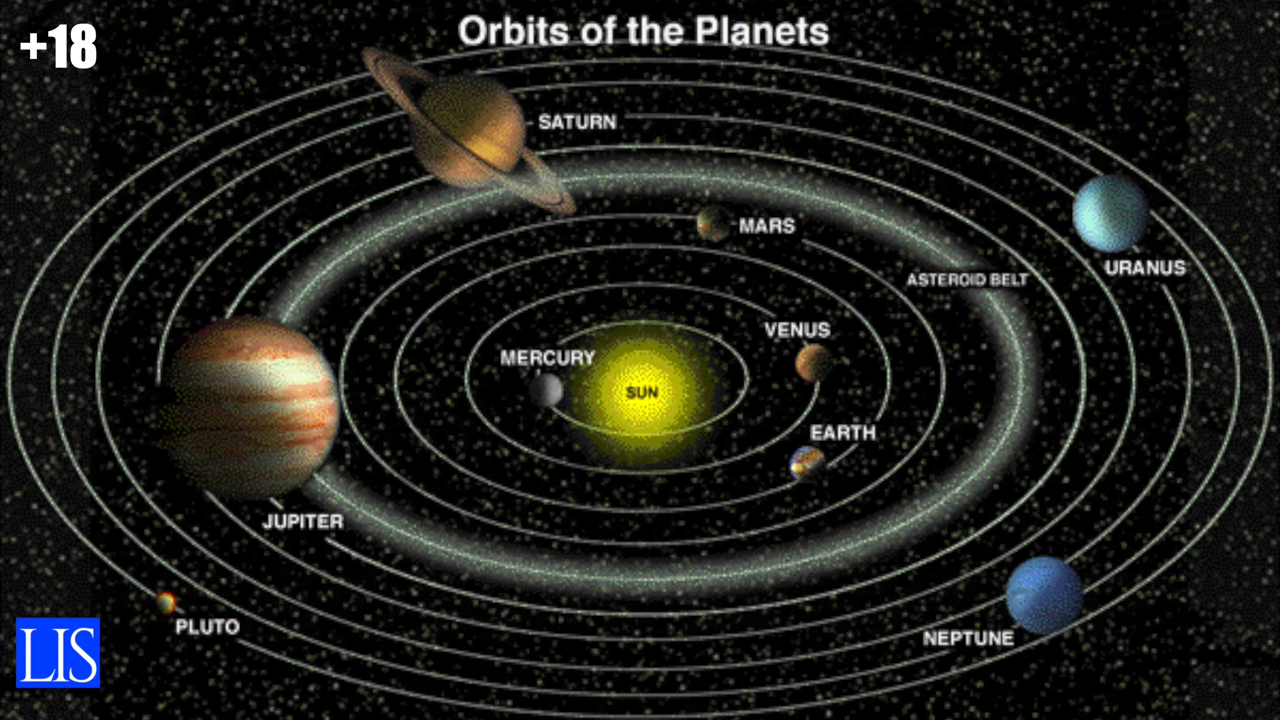 Orbits of the Planets
+18
SATURN
MARS
URANUS
ASTEROID BELT
VENUS
MERCURY
SUN
EARTH
JUPITER
PLUTO
NEPTUNE
LIS